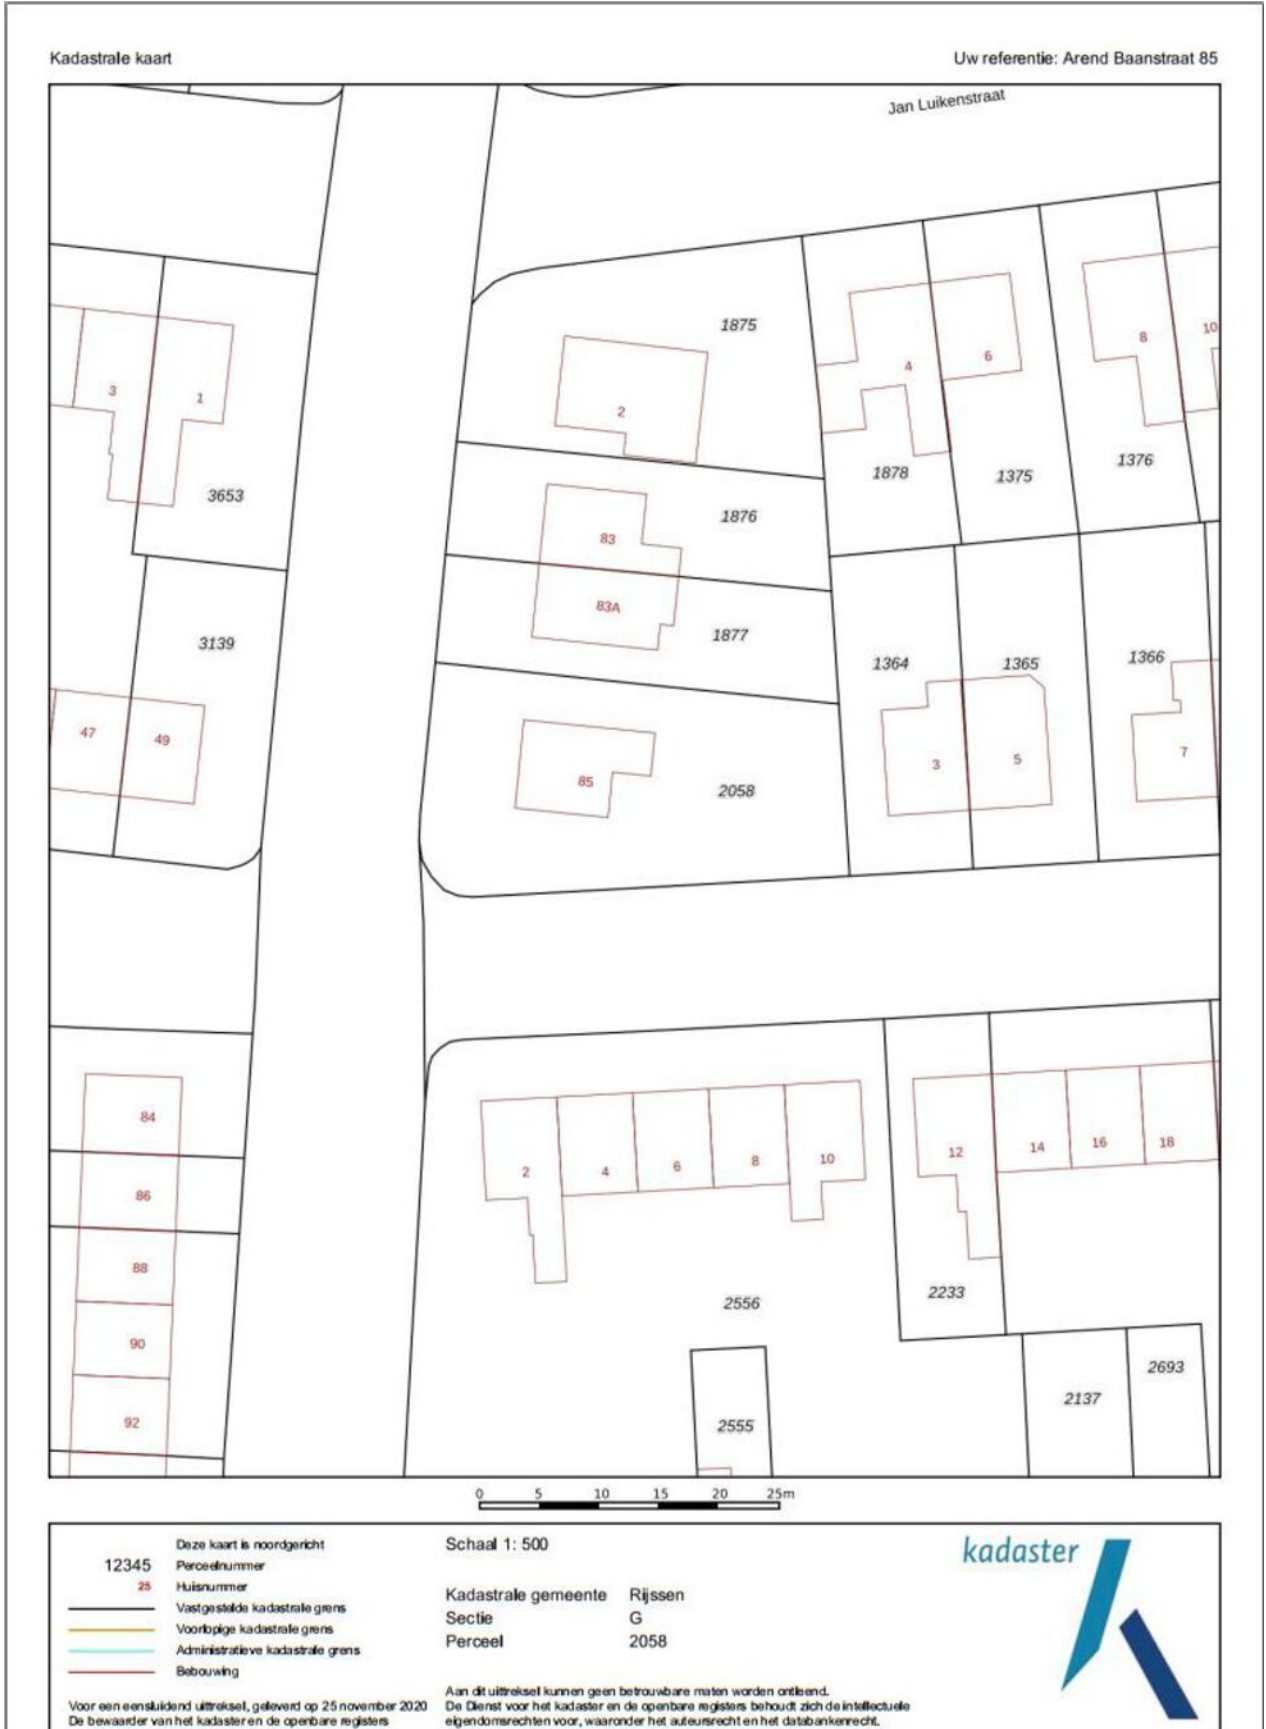 Kadastrale kaart
Uw referentie: Arend Baanstraat 85
Jan Luikenstraat
1875
8
10
4
6
3
1
2
1878
1375
1376
3653
1876
83
83A
1877
3139
1364
1365
1366
47
49
85
2058
3
5
7
84
2
4
6
8
10
12
14
16
18
86
88
2556
2233
90
2693
2137
92
2555
0 5 10 15 20 25m
Deze kaart is noordgericht
12345 Perceelnummer
25 Huisnummer
Vastgestelde kadastrale grens
Voorlopige kadastrale grens
Administratieve kadastrale grens
Bebouwing
Voor een eensluidend uittreksel, geleverd op 25 november 2020
De bewaarder van het kadaster en de openbare registers
Schaal 1: 500
Kadastrale gemeente Rijssen
Sectie G
Perceel 2058
Aan dit uittreksel kunnen geen betrouwbare maten worden ontleend.
De Dienst voor het kadaster en de openbare registers behoudt zich de intellectuele
eigendomsrechten voor, waaronder het auteursrecht en het databankenrecht.
kadaster